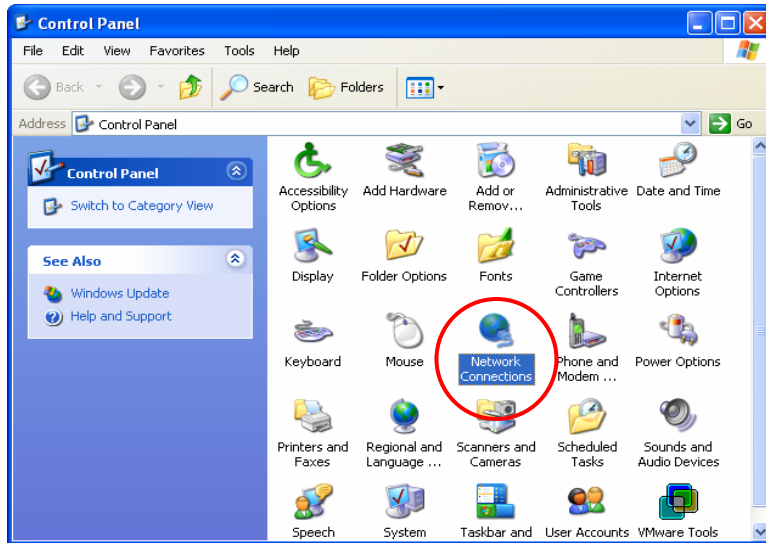 Control Panel
File Edit View Favorites Tools Help
Back Search Folders
Address Control Panel Go
Control Panel
Switch to Category View
See Also
Windows Update
Help and Support
Accessibility Options
Add Hardware
Add or Remov...
Administrative Tools
Date and Time
Display
Folder Options
Fonts
Game Controllers
Internet Options
Keyboard
Mouse
Network Connections
Phone and Modem ...
Power Options
Printers and Faxes
Regional and Language ...
Scanners and Cameras
Scheduled Tasks
Sounds and Audio Devices
Speech
System
Taskbar and
User Accounts
VMware Tools